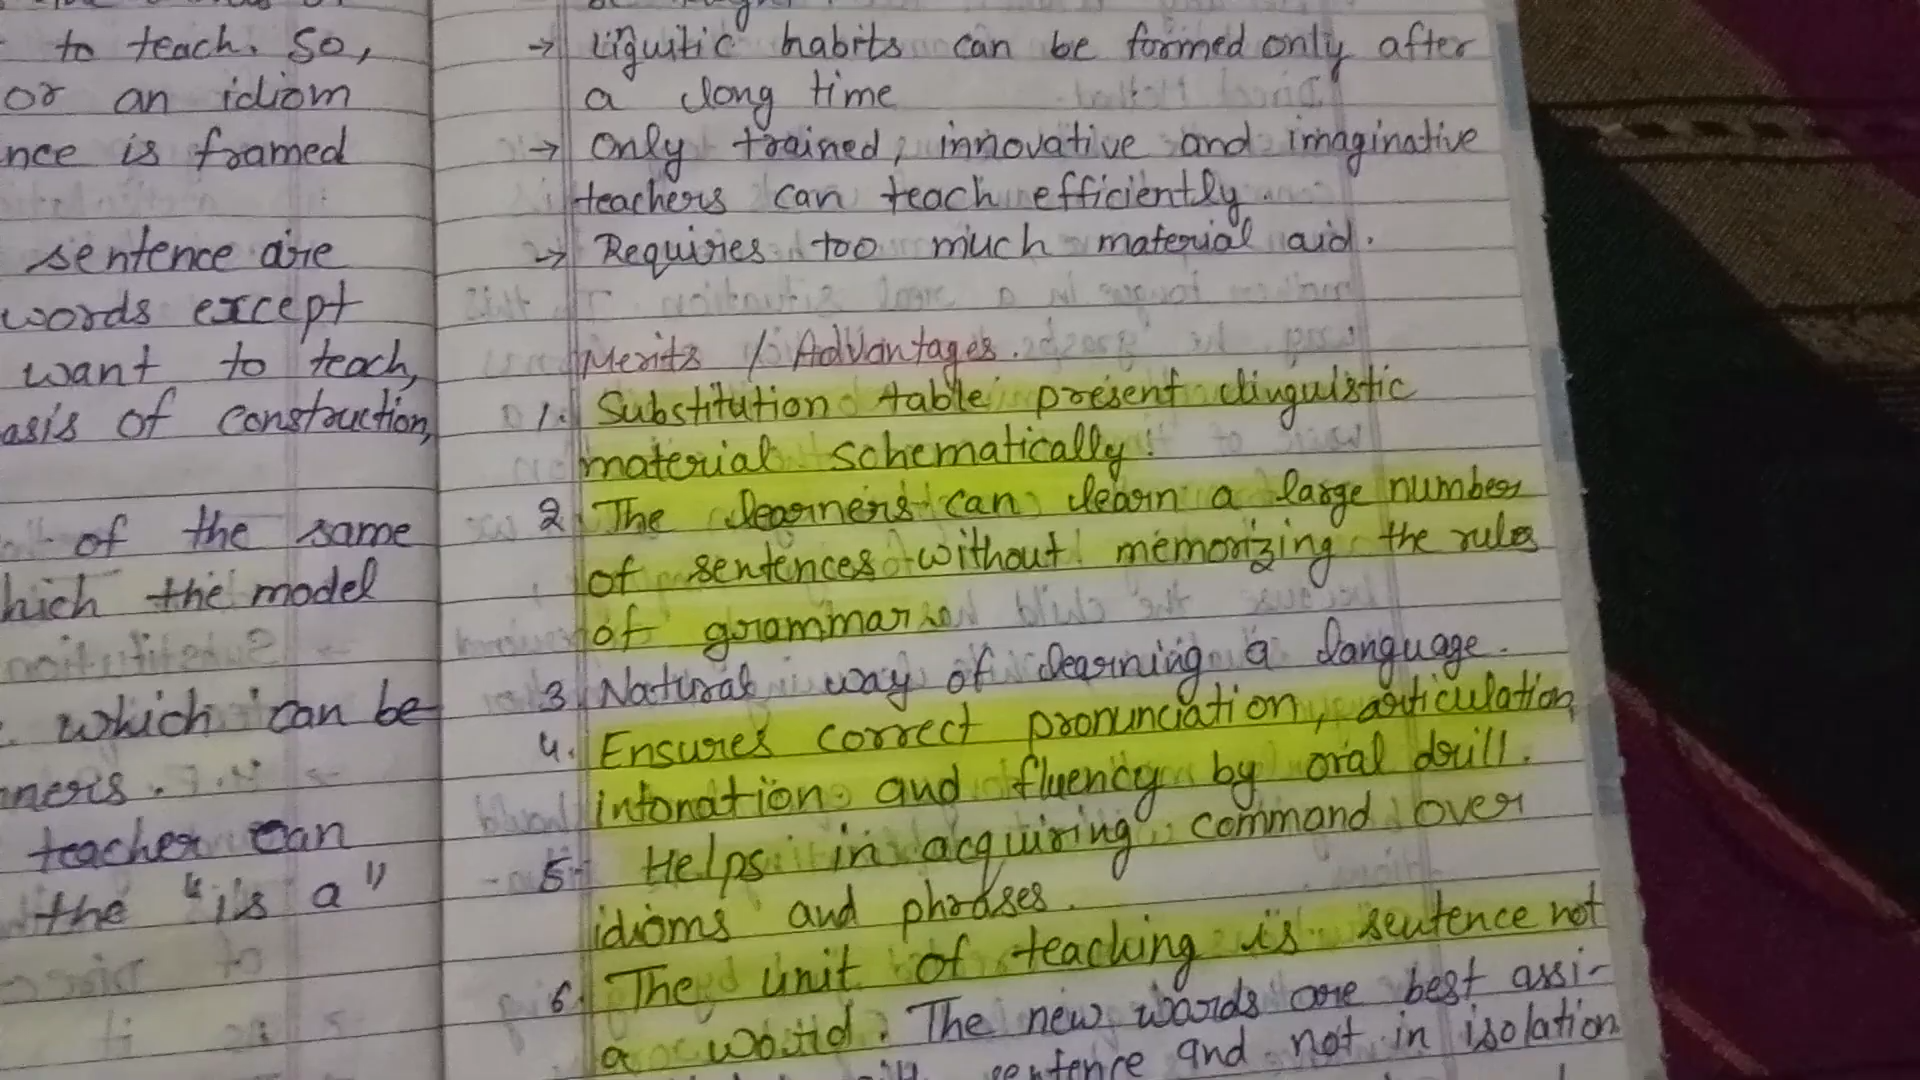 to teach. So,
or an idiom
nce is framed
sentence are
words except
want to teach,
asis of construction,
of the same
hich the model
which can be
ners.
teacher can
the "is a"
→ Liguitic habits can be formed only after
a long time
→ Only trained, innovative and imaginative
teachers can teach efficiently.
→ Requires too much material aid.
Merits / Advantages.
1. Substitution table present linguistic
material schematically.
2. The learners can learn a large number
of sentences without memorizing the rules
of grammar
3. Natural way of learning a language.
4. Ensures correct pronunciation, articulation,
intonation and fluency by oral drill.
5. Helps in acquiring command over
idioms and phrases.
6. The unit of teaching is sentence not
a word. The new words are best assi-
sentence and not in isolation